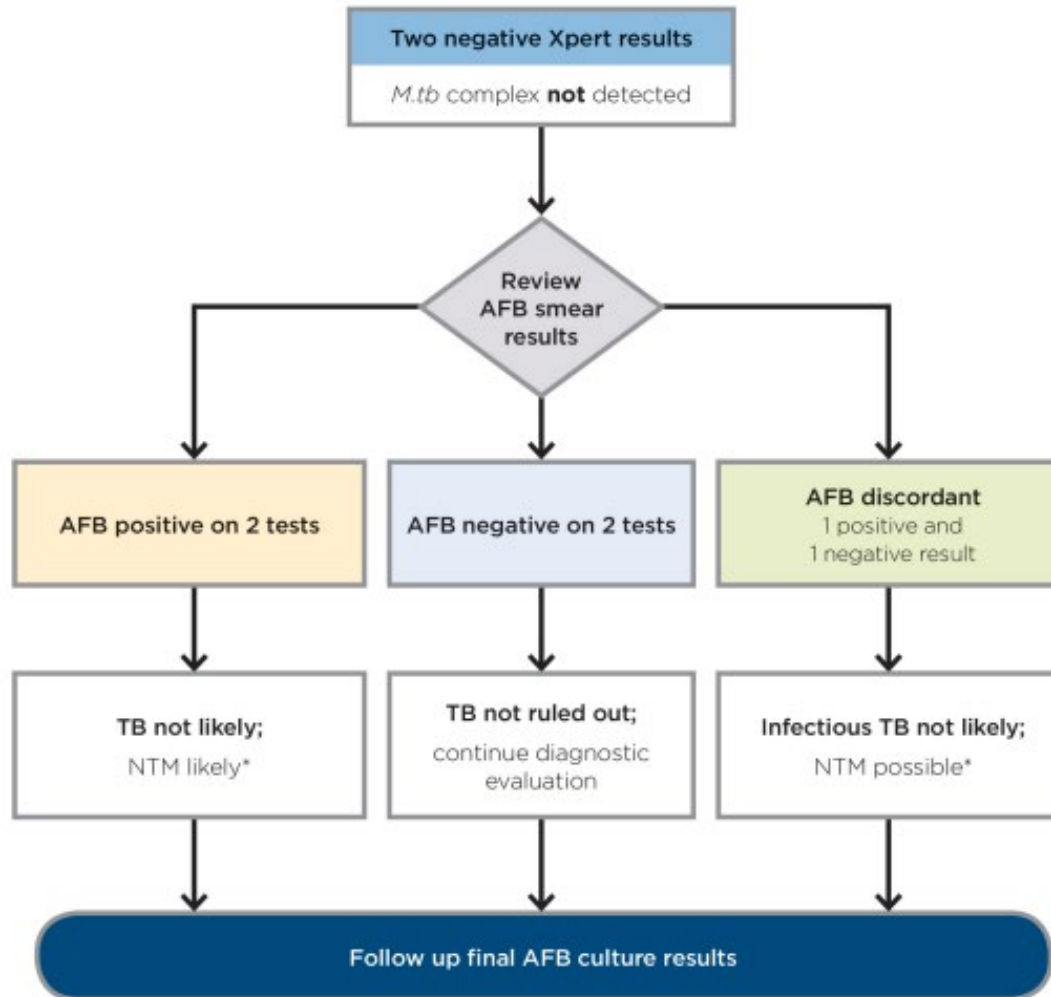 Two negative Xpert results
M.tb complex not detected
Review
AFB smear
results
AFB positive on 2 tests
AFB negative on 2 tests
AFB discordant
1 positive and
1 negative result
TB not likely;
NTM likely*
TB not ruled out;
continue diagnostic
evaluation
Infectious TB not likely;
NTM possible*
Follow up final AFB culture results